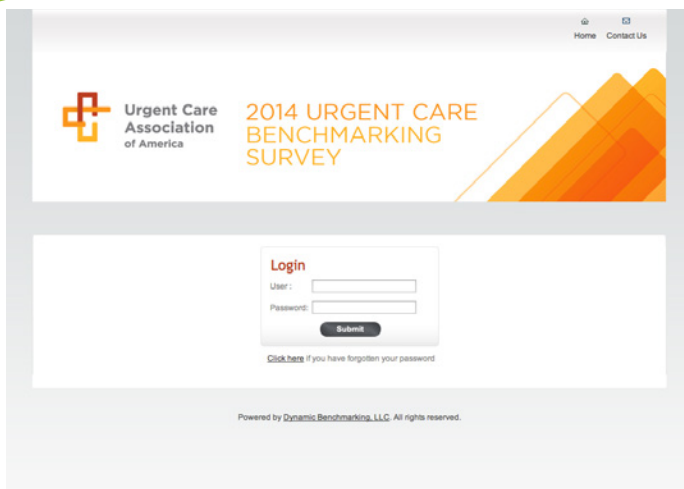 Home Contact Us
Urgent Care
Association
of America
2014 URGENT CARE
BENCHMARKING
SURVEY
Login
User :
Password:
Submit
Click here if you have forgotten your password
Powered by Dynamic Benchmarking, LLC. All rights reserved.